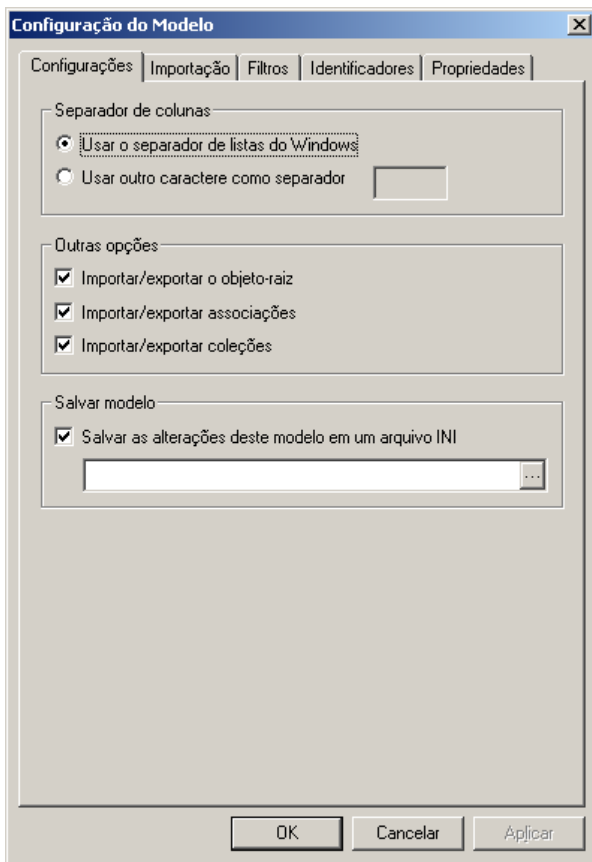 Configuração do Modelo
Configurações Importação Filtros Identificadores Propriedades
Separador de colunas
Usar o separador de listas do Windows
Usar outro caractere como separador
Outras opções
Importar/exportar o objeto-raiz
Importar/exportar associações
Importar/exportar coleções
Salvar modelo
Salvar as alterações deste modelo em um arquivo INI
...
OK Cancelar Aplicar